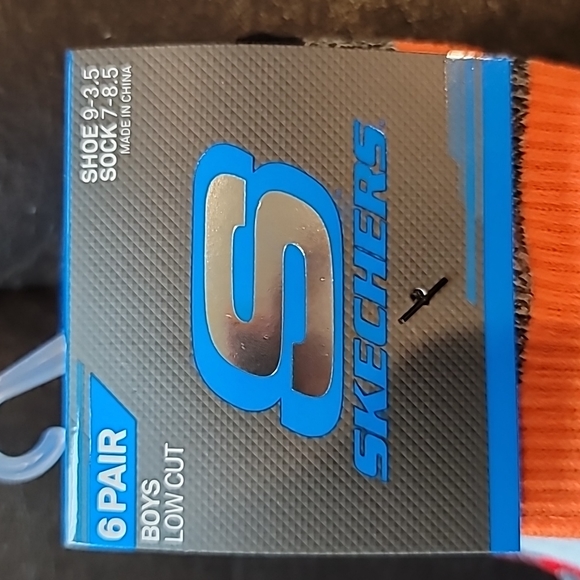 6 PAIR
BOYS
LOW CUT
SHOE 9-3.5
SOCK 7-8.5
MADE IN CHINA
S
SKECHERS